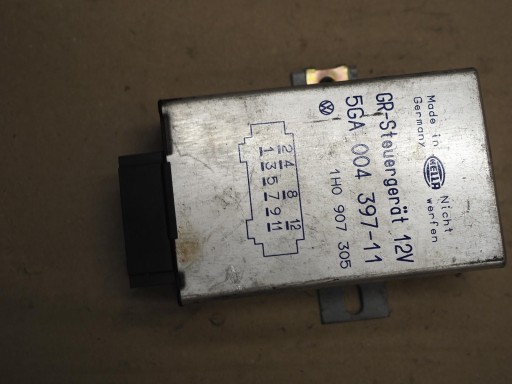 Made in Germany
HELLA
Nicht werfen
GR-Steuergerät 12V
5GA 004 397-11
1H0 907 305
2 4 8 12
1 3 5 7 9 11